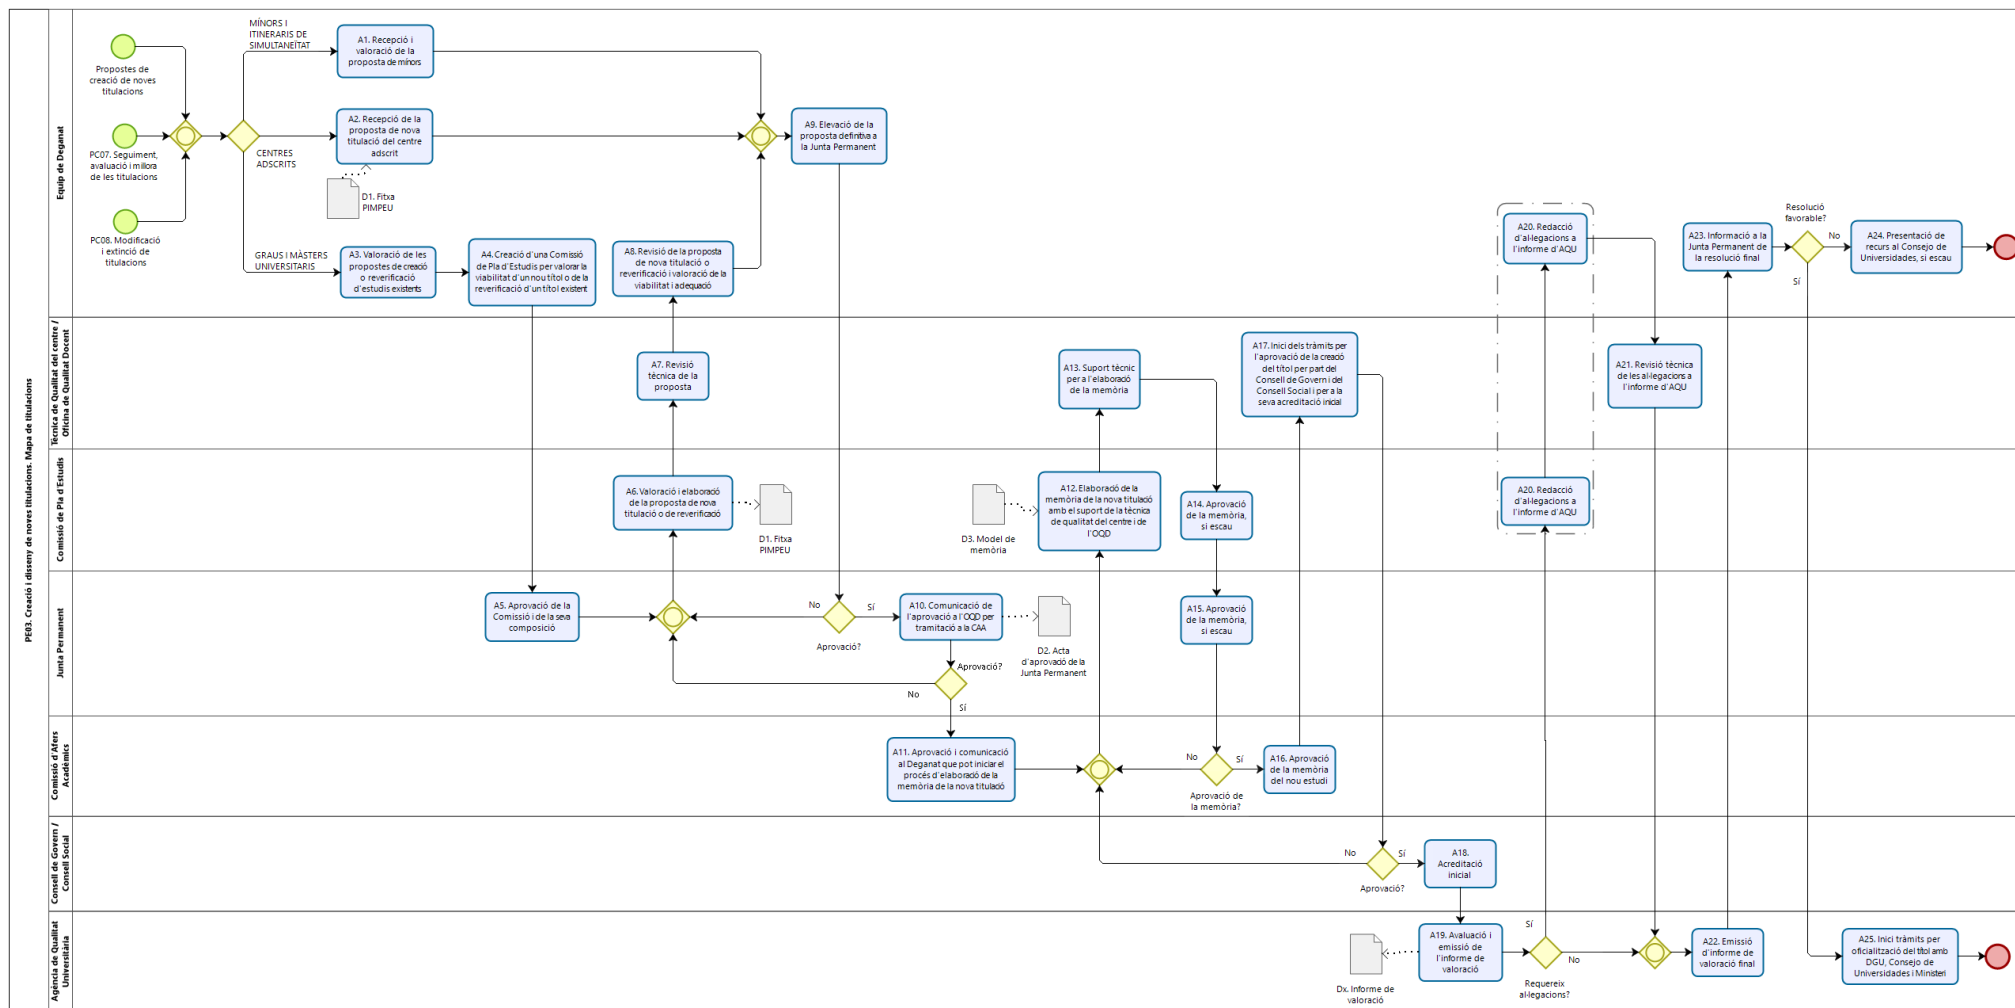 PE03. Creació i disseny de noves titulacions. Mapa de titulacions
Equip de Deganat
Propostes de
creació de noves
titulacions
PC07. Seguiment,
avaluació i millora
de les titulacions
PC08. Modificació
i extinció de
titulacions
MÍNORS I
ITINERARIS DE
SIMULTANEÏTAT
A1. Recepció i
valoració de la
proposta de mínors
CENTRES
ADSCRITS
A2. Recepció de la
proposta de nova
titulació del centre
adscrit
D1. Fitxa
PIMPEU
GRAUS I MÀSTERS
UNIVERSITARIS
A3. Valoració de les
propostes de creació
o reverificació
d'estudis existents
A4. Creació d'una Comissió
de Pla d'Estudis per valorar la
viabilitat d'un nou títol o de la
reverificació d'un títol existent
A8. Revisió de la proposta
de nova titulació o
reverificació i valoració de la
viabilitat i adequació
A9. Elevació de la
proposta definitiva a
la Junta Permanent
A20. Redacció
d'al·legacions a
l'informe d'AQU
A23. Informació a la
Junta Permanent de
la resolució final
Resolució
favorable?
No
Sí
A24. Presentació de
recurs al Consejo de
Universidades, si escau
Tècnica de Qualitat del centre /
Oficina de Qualitat Docent
A7. Revisió
tècnica de la
proposta
A13. Suport tècnic
per a l'elaboració
de la memòria
A17. Inici dels tràmits per
l'aprovació de la creació
del títol per part del
Consell de Govern i del
Consell Social i per a la
seva acreditació inicial
A21. Revisió tècnica
de les al·legacions a
l'informe d'AQU
Comissió de Pla d'Estudis
A6. Valoració i elaboració
de la proposta de nova
titulació o de reverificació
D1. Fitxa
PIMPEU
D3. Model de
memòria
A12. Elaboració de la
memòria de la nova titulació
amb el suport de la tècnica
de qualitat del centre i de
l'OQD
A14. Aprovació
de la memòria,
si escau
A20. Redacció
d'al·legacions a
l'informe d'AQU
Junta Permanent
A5. Aprovació de la
Comissió i de la seva
composició
No
Sí
Aprovació?
A10. Comunicació de
l'aprovació a l'OQD per
tramitació a la CAA
D2. Acta
d'aprovació de la
Junta Permanent
Aprovació?
No
Sí
A15. Aprovació
de la memòria,
si escau
Comissió d'Afers
Acadèmics
A11. Aprovació i comunicació
al Deganat que pot iniciar el
procés d'elaboració de la
memòria de la nova titulació
No
Sí
Aprovació de
la memòria?
A16. Aprovació
de la memòria
del nou estudi
Consell de Govern /
Consell Social
No
Sí
Aprovació?
A18.
Acreditació
inicial
Agència de Qualitat
Universitària
Dx. Informe de
valoració
A19. Avaluació i
emissió de
l'informe de
valoració
Sí
No
Requereix
al·legacions?
A22. Emissió
d'informe de
valoració final
A25. Inici tràmits per
oficialització del títol amb
DGU, Consejo de
Universidades i Ministeri